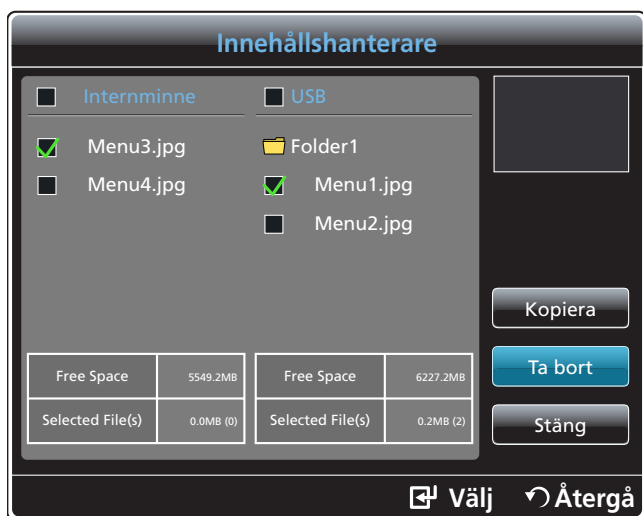 Innehållshanterare
Internminne
Menu3.jpg
Menu4.jpg
USB
Folder1
Menu1.jpg
Menu2.jpg
Free Space 5549.2MB
Selected File(s) 0.0MB (0)
Free Space 6227.2MB
Selected File(s) 0.2MB (2)
Kopiera
Ta bort
Stäng
Välj Återgå